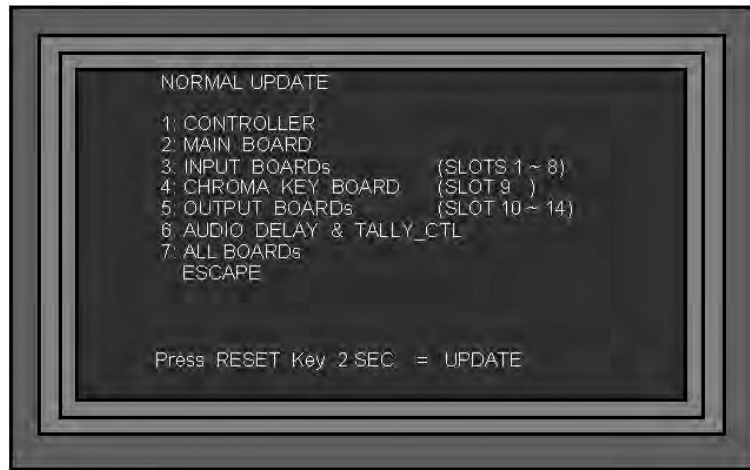 NORMAL UPDATE
1: CONTROLLER
2: MAIN BOARD
3: INPUT BOARDs (SLOTS 1 ~ 8)
4: CHROMA KEY BOARD (SLOT 9 )
5: OUTPUT BOARDs (SLOT 10 ~ 14)
6: AUDIO DELAY & TALLY_CTL
7: ALL BOARDs
ESCAPE
Press RESET Key 2 SEC = UPDATE